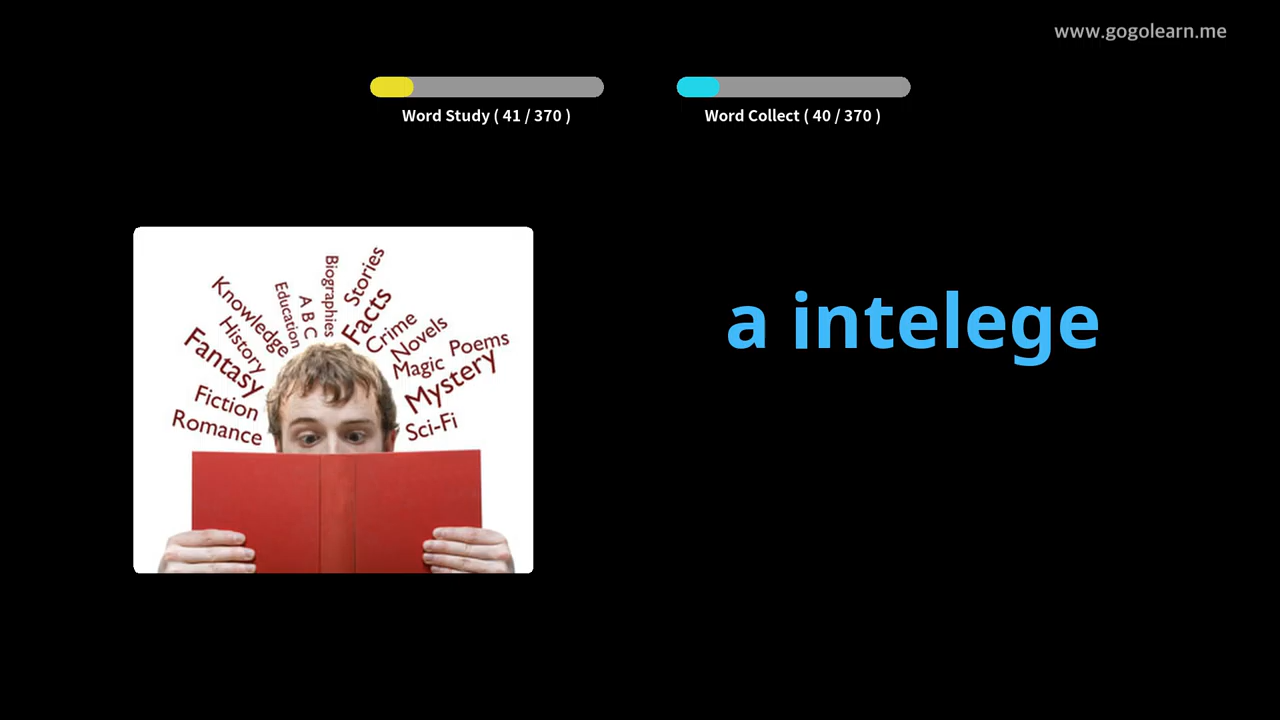 www.gogolearn.me
Word Study ( 41 / 370 )
Word Collect ( 40 / 370 )
a intelege
Knowledge
Education
A B C
Biographies
Stories
Facts
Crime
Novels
Poems
History
Fantasy
Magic
Mystery
Fiction
Romance
Sci-Fi